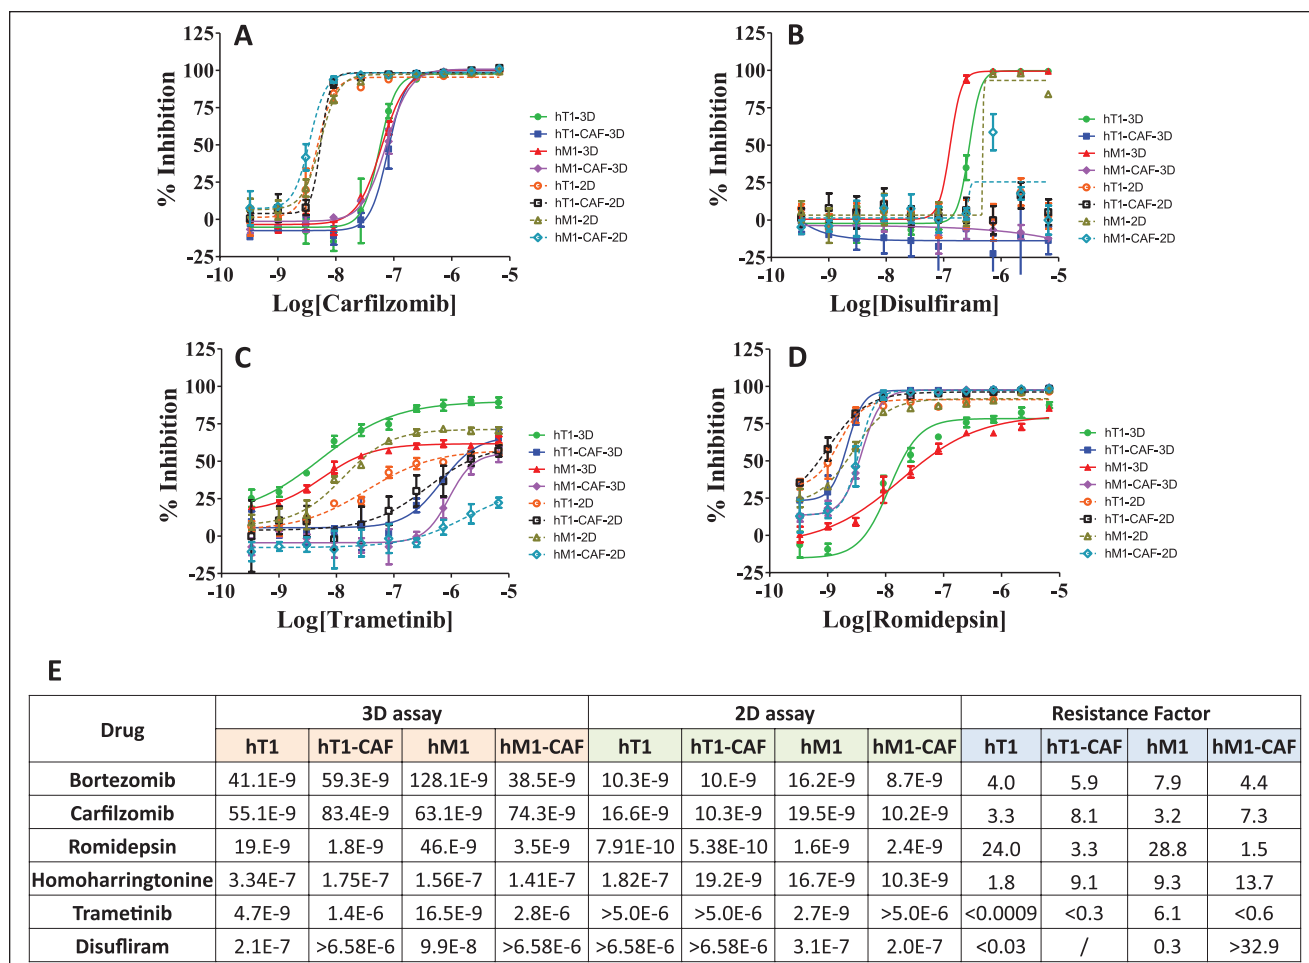 A
% Inhibition
125
100
75
50
25
0
-25
-10 -9 -8 -7 -6 -5
Log[Carfilzomib]
hT1-3D
hT1-CAF-3D
hM1-3D
hM1-CAF-3D
hT1-2D
hT1-CAF-2D
hM1-2D
hM1-CAF-2D
B
% Inhibition
125
100
75
50
25
0
-25
-10 -9 -8 -7 -6 -5
Log[Disulfiram]
hT1-3D
hT1-CAF-3D
hM1-3D
hM1-CAF-3D
hT1-2D
hT1-CAF-2D
hM1-2D
hM1-CAF-2D
C
% Inhibition
125
100
75
50
25
0
-25
-10 -9 -8 -7 -6 -5
Log[Trametinib]
hT1-3D
hT1-CAF-3D
hM1-3D
hM1-CAF-3D
hT1-2D
hT1-CAF-2D
hM1-2D
hM1-CAF-2D
D
% Inhibition
125
100
75
50
25
0
-25
-10 -9 -8 -7 -6 -5
Log[Romidepsin]
hT1-3D
hT1-CAF-3D
hM1-3D
hM1-CAF-3D
hT1-2D
hT1-CAF-2D
hM1-2D
hM1-CAF-2D
E
Drug 3D assay 2D assay Resistance Factor
hT1 hT1-CAF hM1 hM1-CAF hT1 hT1-CAF hM1 hM1-CAF hT1 hT1-CAF hM1 hM1-CAF
Bortezomib 41.1E-9 59.3E-9 128.1E-9 38.5E-9 10.3E-9 10.E-9 16.2E-9 8.7E-9 4.0 5.9 7.9 4.4
Carfilzomib 55.1E-9 83.4E-9 63.1E-9 74.3E-9 16.6E-9 10.3E-9 19.5E-9 10.2E-9 3.3 8.1 3.2 7.3
Romidepsin 19.E-9 1.8E-9 46.E-9 3.5E-9 7.91E-10 5.38E-10 1.6E-9 2.4E-9 24.0 3.3 28.8 1.5
Homoharringtonine 3.34E-7 1.75E-7 1.56E-7 1.41E-7 1.82E-7 19.2E-9 16.7E-9 10.3E-9 1.8 9.1 9.3 13.7
Trametinib 4.7E-9 1.4E-6 16.5E-9 2.8E-6 >5.0E-6 >5.0E-6 2.7E-9 >5.0E-6 <0.0009 <0.3 6.1 <0.6
Disufliram 2.1E-7 >6.58E-6 9.9E-8 >6.58E-6 >6.58E-6 >6.58E-6 3.1E-7 2.0E-7 <0.03 / 0.3 >32.9